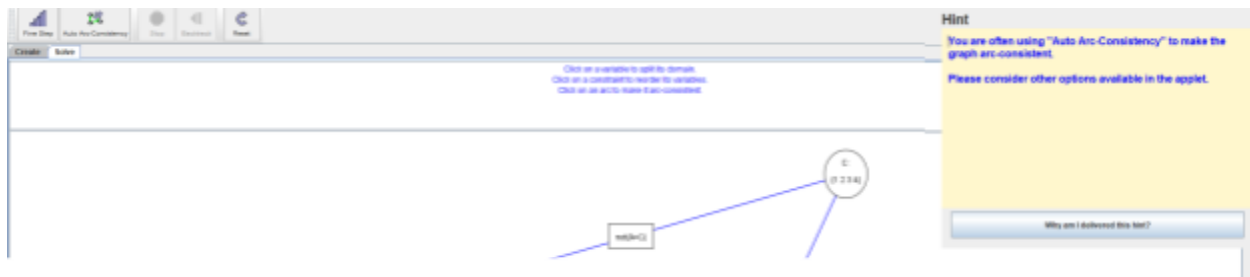 Hint
Fine Step Auto Arc-Consistency Stop Backtrack Reset
You are often using "Auto Arc-Consistency" to make the
graph arc-consistent.
Please consider other options available in the applet.
Create Solve
Click on a variable to split its domain.
Click on a constraint to reorder its variables.
Click on an arc to make it arc-consistent.
C:
Why am I delivered this hint?